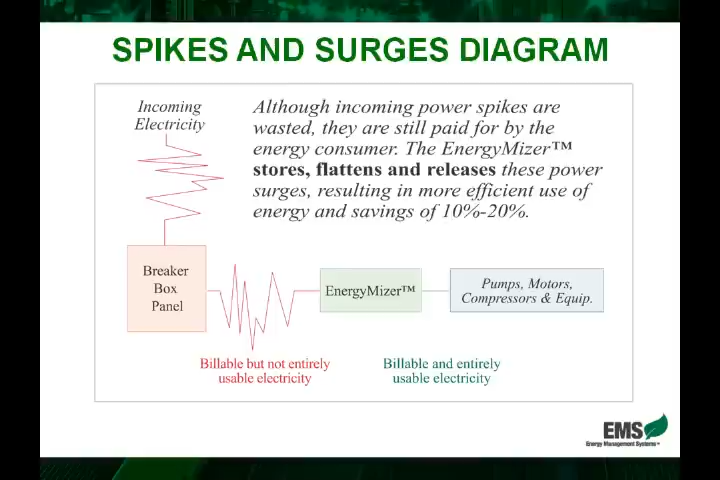 SPIKES AND SURGES DIAGRAM
Incoming
Electricity
Although incoming power spikes are
wasted, they are still paid for by the
energy consumer. The EnergyMizer™
stores, flattens and releases these power
surges, resulting in more efficient use of
energy and savings of 10%-20%.
Breaker
Box
Panel
EnergyMizer™
Pumps, Motors,
Compressors & Equip.
Billable but not entirely
usable electricity
Billable and entirely
usable electricity
EMS
Energy Management Systems™